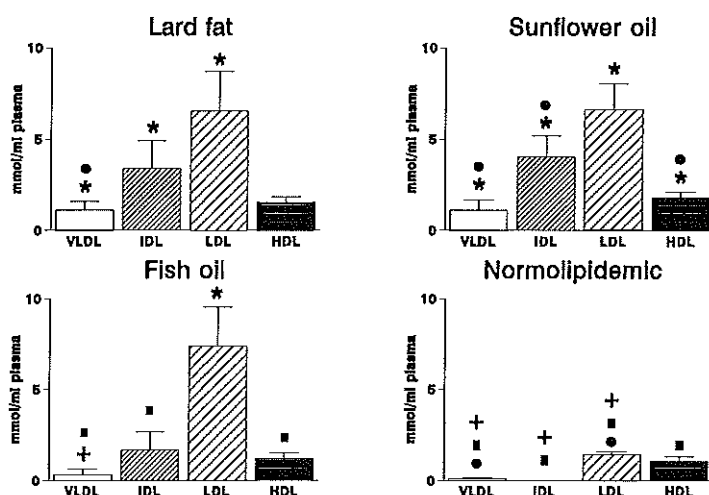 Lard fat
10
5
0
mmol/ml plasma
VLDL IDL LDL HDL
Sunflower oil
10
5
0
mmol/ml plasma
VLDL IDL LDL HDL
Fish oil
10
5
0
mmol/ml plasma
VLDL IDL LDL HDL
Normolipidemic
10
5
0
mmol/ml plasma
VLDL IDL LDL HDL